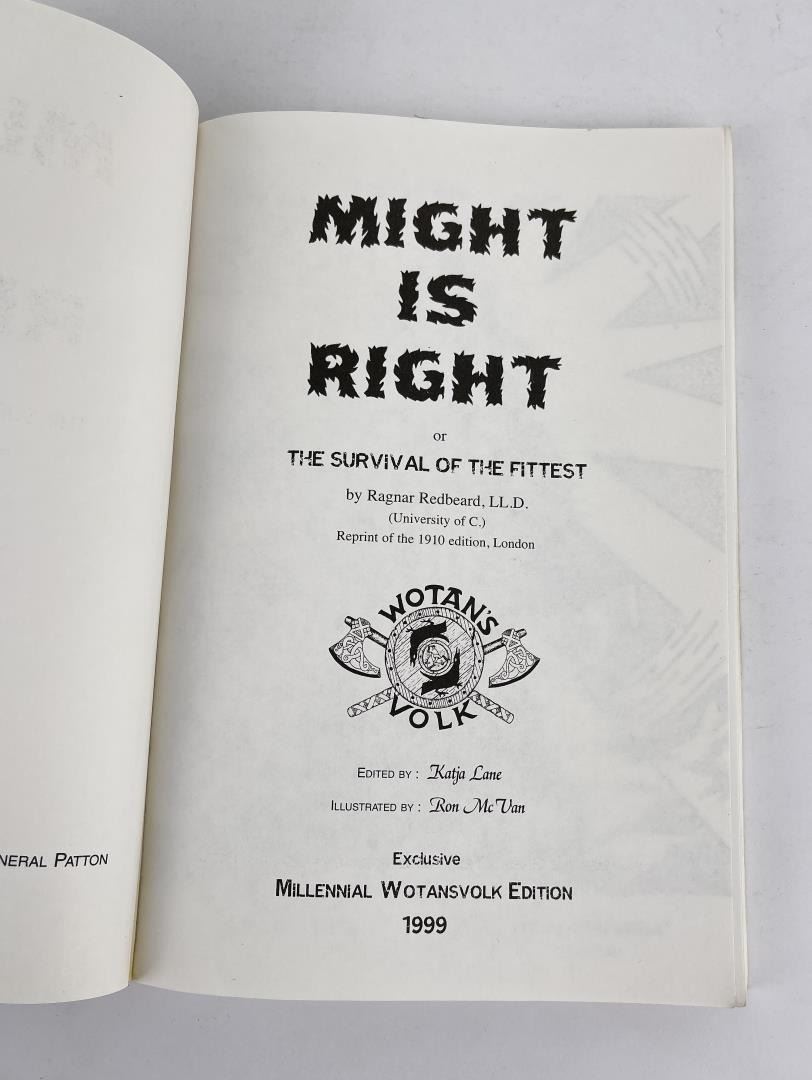 MIGHT
IS
RIGHT
or
THE SURVIVAL OF THE FITTEST
by Ragnar Redbeard, LL.D.
(University of C.)
Reprint of the 1910 edition, London
WOTAN'S
VOLK
EDITED BY : Katja Lane
ILLUSTRATED BY : Ron McVan
NERAL PATTON
Exclusive
MILLENNIAL WOTANSVOLK EDITION
1999